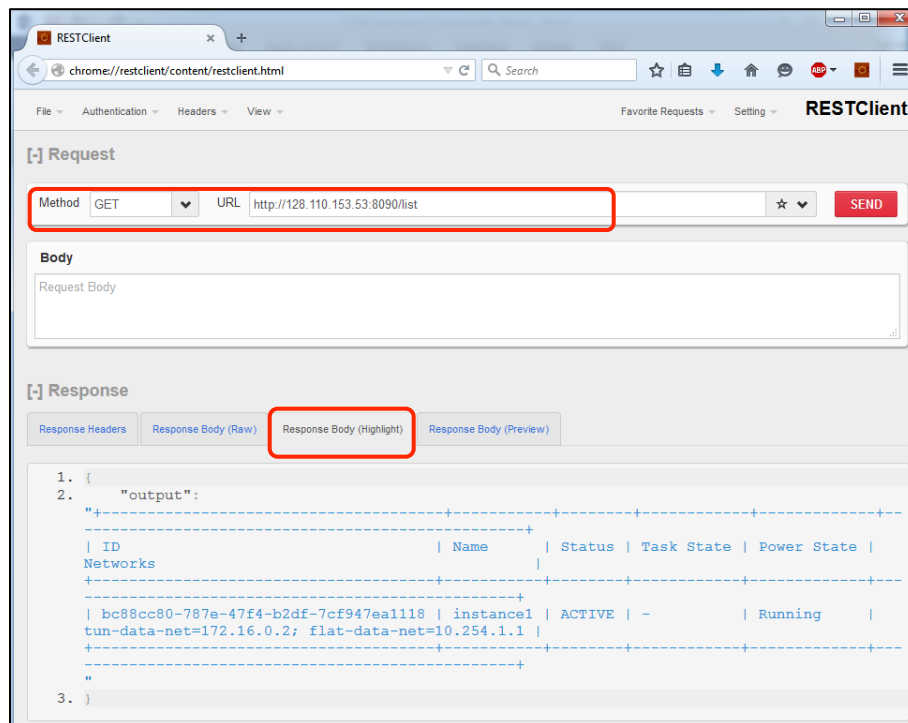 RESTClient
chrome://restclient/content/restclient.html
Search
ABP
File Authentication Headers View Favorite Requests Setting RESTClient
[-] Request
Method GET URL http://128.110.153.53:8090/list SEND
Body
Request Body
[-] Response
Response Headers Response Body (Raw) Response Body (Highlight) Response Body (Preview)
1. {
2. "output":
"+--------------------------------------+-----------+--------+------------+-------------+--
--------------------------------------------------+
| ID | Name | Status | Task State | Power State |
Networks |
+--------------------------------------+-----------+--------+------------+-------------+---
-------------------------------------------------+
| bc88cc80-787e-47f4-b2df-7cf947ea1118 | instance1 | ACTIVE | - | Running |
tun-data-net=172.16.0.2; flat-data-net=10.254.1.1 |
+--------------------------------------+-----------+--------+------------+-------------+---
-------------------------------------------------+
"
3. }